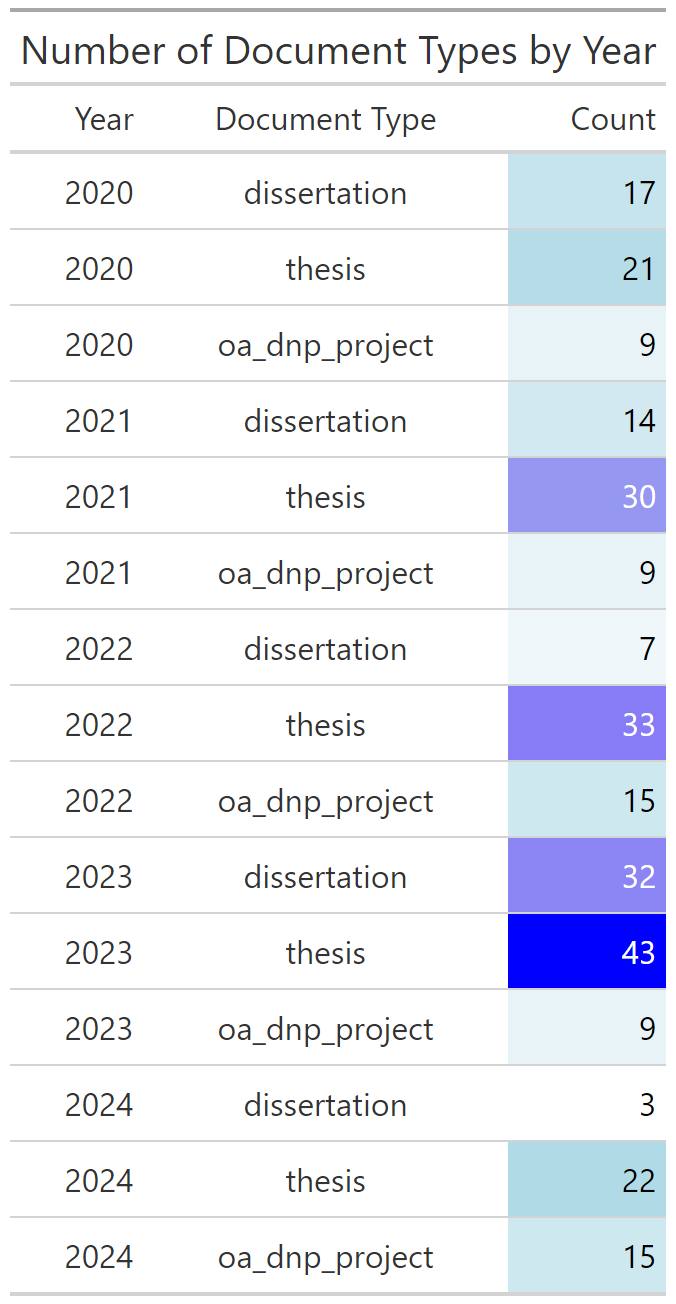 Number of Document Types by Year
Year Document Type Count
2020 dissertation 17
2020 thesis 21
2020 oa_dnp_project 9
2021 dissertation 14
2021 thesis 30
2021 oa_dnp_project 9
2022 dissertation 7
2022 thesis 33
2022 oa_dnp_project 15
2023 dissertation 32
2023 thesis 43
2023 oa_dnp_project 9
2024 dissertation 3
2024 thesis 22
2024 oa_dnp_project 15